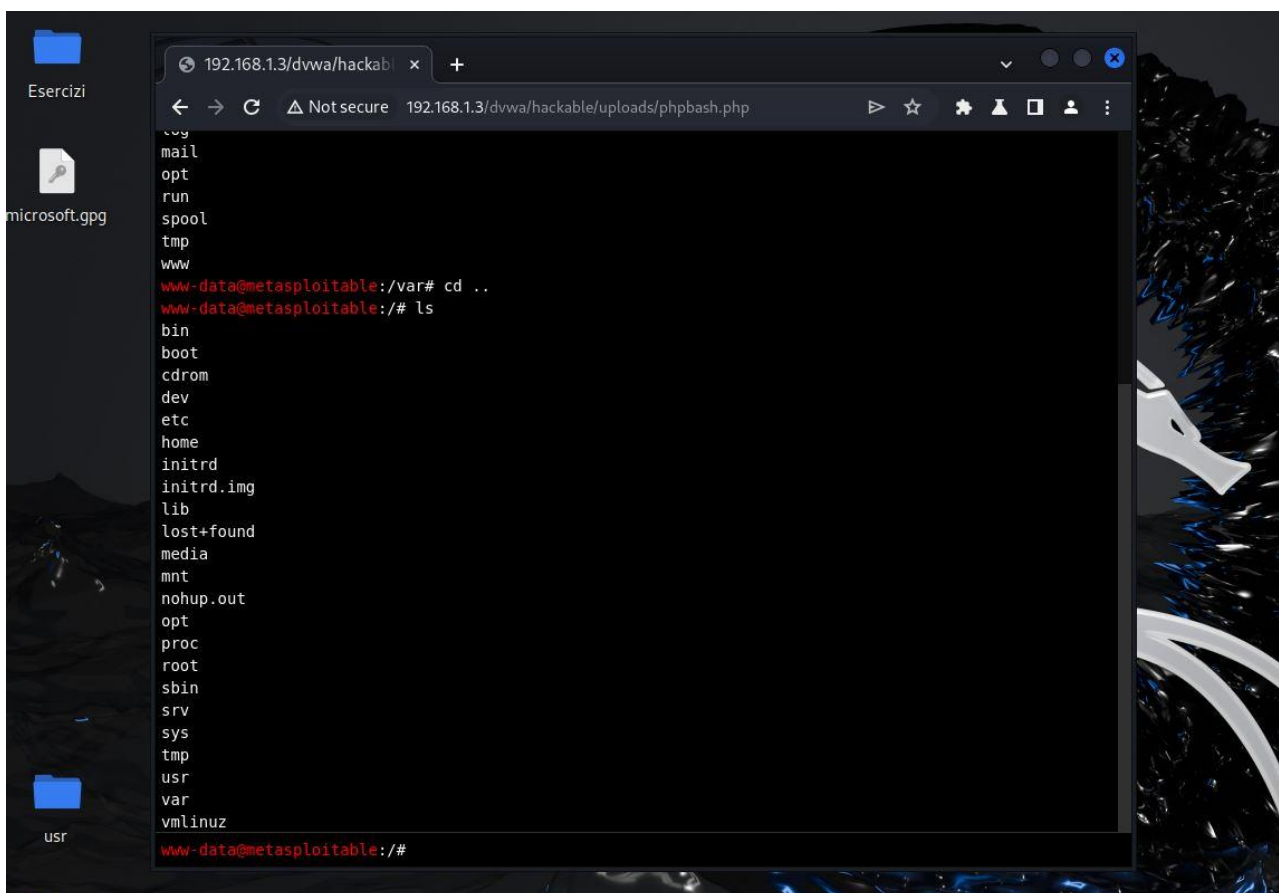 Esercizi
microsoft.gpg
usr
192.168.1.3/dvwa/hackabl
Not secure 192.168.1.3/dvwa/hackable/uploads/phpbash.php
log
mail
opt
run
spool
tmp
www
www-data@metasploitable:/var# cd ..
www-data@metasploitable:/# ls
bin
boot
cdrom
dev
etc
home
initrd
initrd.img
lib
lost+found
media
mnt
nohup.out
opt
proc
root
sbin
srv
sys
tmp
usr
var
vmlinuz
www-data@metasploitable:/#